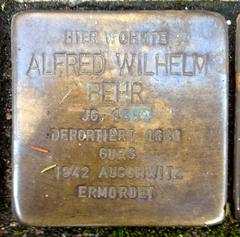 HIER WOHNTE
ALFRED WILHELM
BEHR
JG.
DEPORTIERT 1940
GURS
1942 AUSCHWITZ
ERMORDET